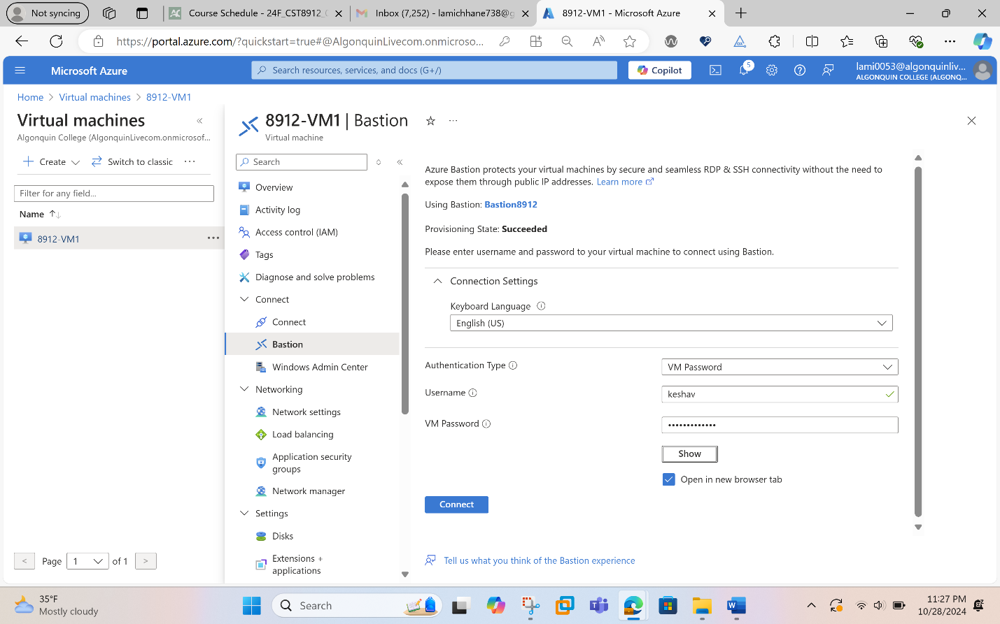 Not syncing
Course Schedule - 24F_CST8912_
Inbox (7,252) - lamichhane738@g
8912-VM1 - Microsoft Azure
https://portal.azure.com/?quickstart=true#@AlgonquinLivecom.onmicroso...
Microsoft Azure
Search resources, services, and docs (G+/)
Copilot
5
lami0053@algonquinliv...
ALGONQUIN COLLEGE (ALGONQ...
Home > Virtual machines > 8912-VM1
Virtual machines
Algonquin College (AlgonquinLivecom.onmicrosof...
Create
Switch to classic
Filter for any field...
Name
8912-VM1
Page 1 of 1
8912-VM1 | Bastion
Virtual machine
Search
Overview
Activity log
Access control (IAM)
Tags
Diagnose and solve problems
Connect
Connect
Bastion
Windows Admin Center
Networking
Network settings
Load balancing
Application security
groups
Network manager
Settings
Disks
Extensions +
applications
Azure Bastion protects your virtual machines by secure and seamless RDP & SSH connectivity without the need to
expose them through public IP addresses. Learn more
Using Bastion: Bastion8912
Provisioning State: Succeeded
Please enter username and password to your virtual machine to connect using Bastion.
Connection Settings
Keyboard Language
English (US)
Authentication Type
VM Password
Username
keshav
VM Password
•••••••••••••
Show
Open in new browser tab
Connect
Tell us what you think of the Bastion experience
35°F
Mostly cloudy
Search
11:27 PM
10/28/2024